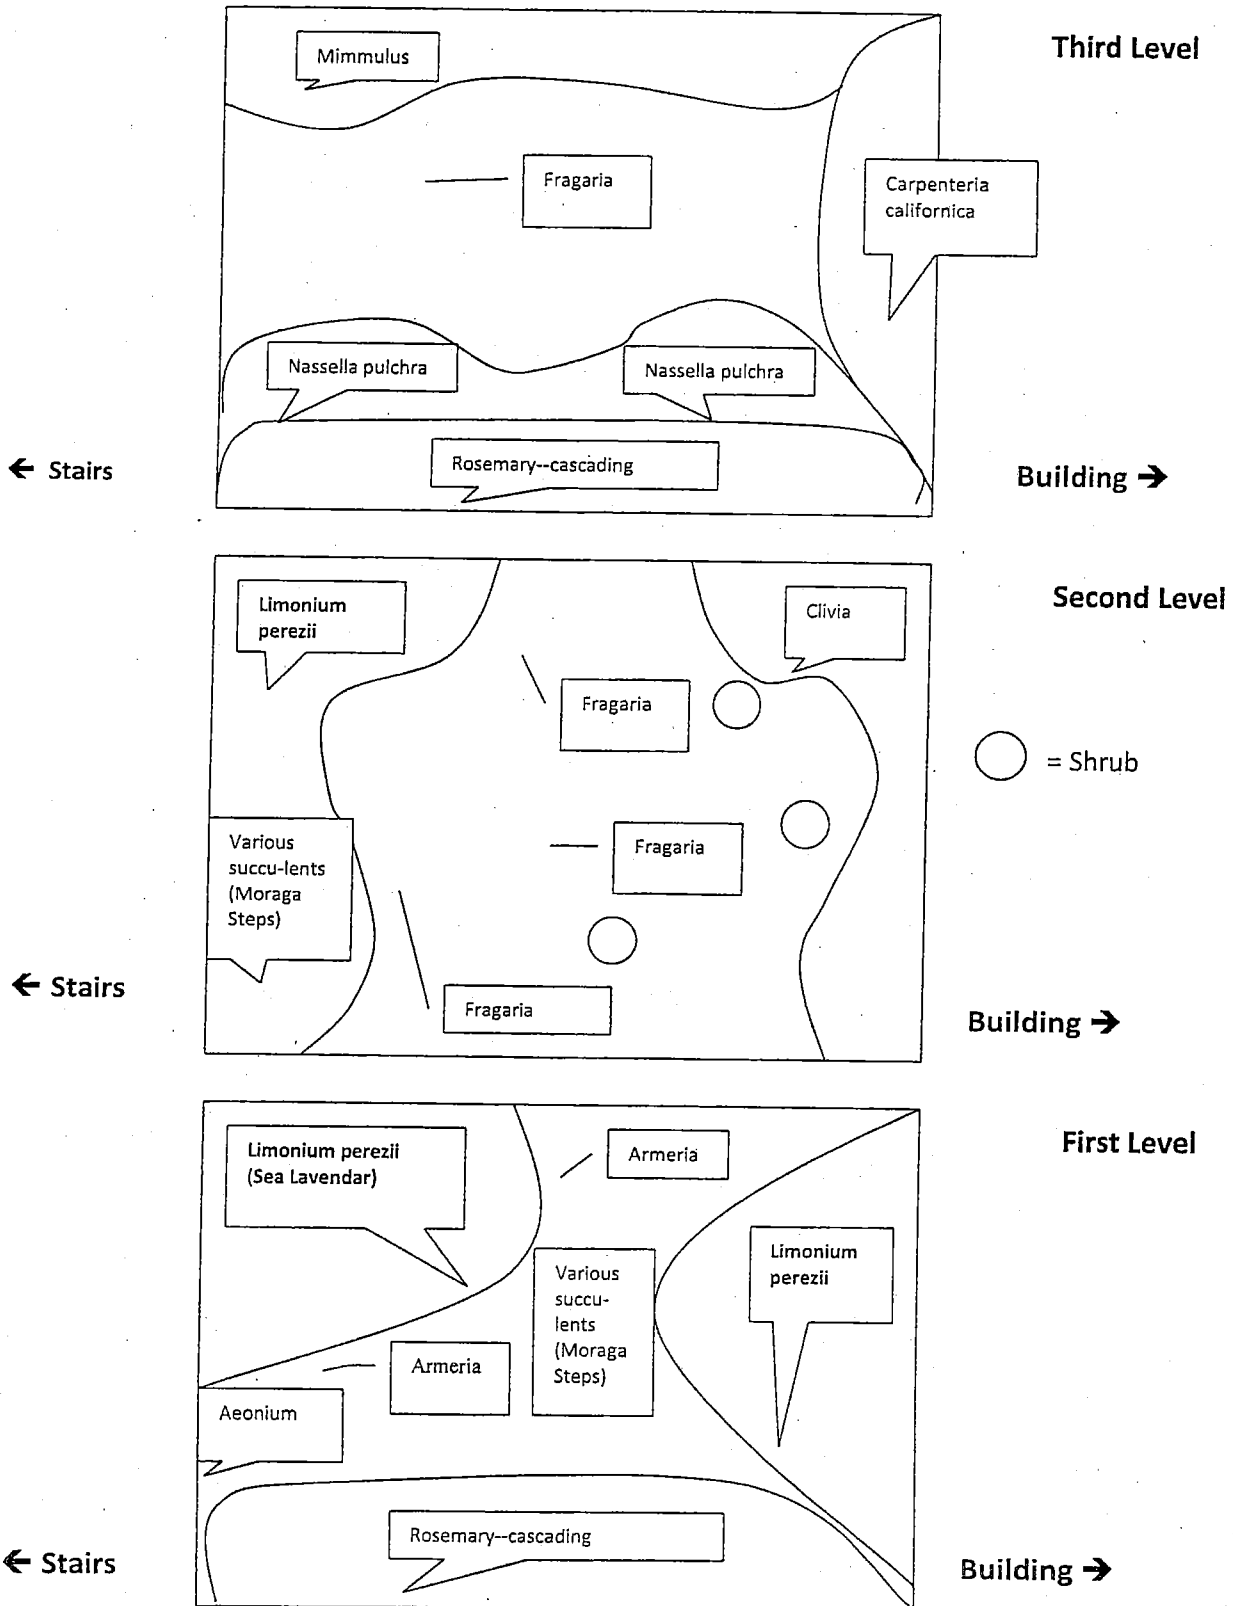 Third Level
Mimmulus
Fragaria
Carpenteria
californica
Nassella pulchra
Nassella pulchra
Rosemary--cascading
← Stairs
Building →
Second Level
Limonium
perezii
Clivia
Fragaria
= Shrub
Various
succu-lents
(Moraga
Steps)
Fragaria
Fragaria
← Stairs
Building →
First Level
Limonium perezii
(Sea Lavendar)
Armeria
Limonium
perezii
Various
succu-
lents
(Moraga
Steps)
Armeria
Aeonium
Rosemary--cascading
← Stairs
Building →